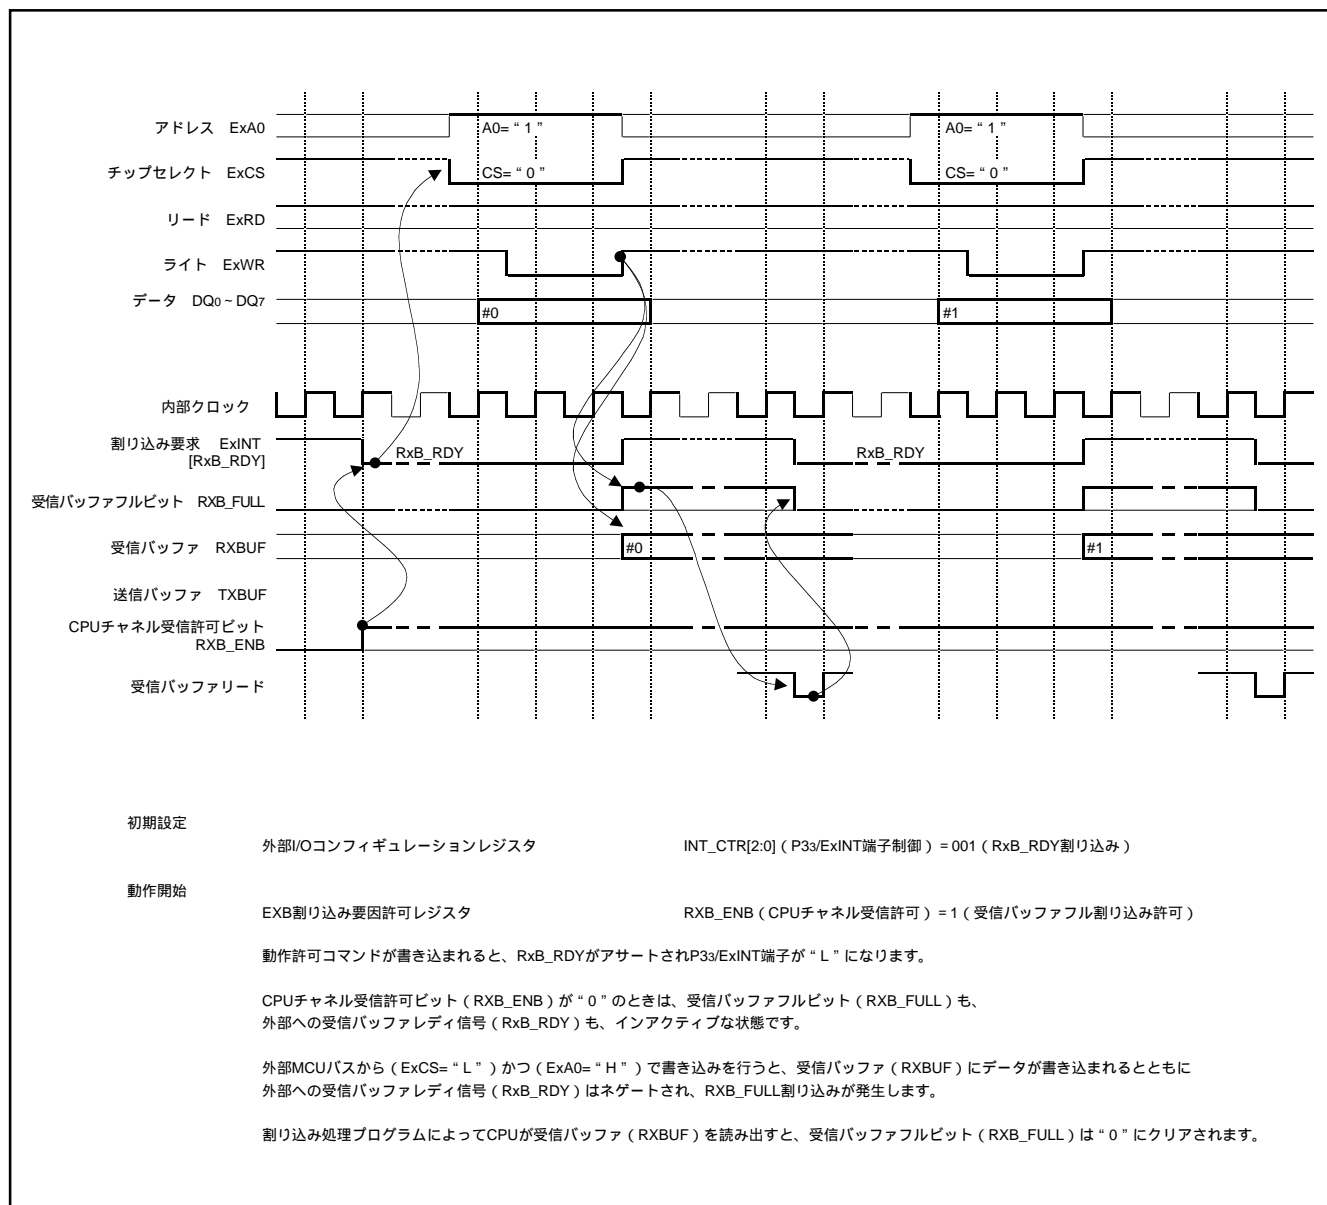 アドレス ExA0
A0= “ 1 ”
A0= “ 1 ”
チップセレクト ExCS
CS= “ 0 ”
CS= “ 0 ”
リード ExRD
ライト ExWR
データ DQ0 ~ DQ7
#0
#1
内部クロック
割り込み要求 ExINT
[RxB_RDY]
RxB_RDY
RxB_RDY
受信バッファフルビット RXB_FULL
受信バッファ RXBUF
#0
#1
送信バッファ TXBUF
CPUチャネル受信許可ビット
RXB_ENB
受信バッファリード
初期設定
外部I/Oコンフィギュレーションレジスタ INT_CTR[2:0]（P33/ExINT端子制御）= 001（RxB_RDY割り込み）
動作開始
EXB割り込み要因許可レジスタ RXB_ENB（CPUチャネル受信許可）= 1（受信バッファフル割り込み許可）
動作許可コマンドが書き込まれると、RxB_RDYがアサートされP33/ExINT端子が “ L ” になります。
CPUチャネル受信許可ビット（RXB_ENB）が “ 0 ” のときは、受信バッファフルビット（RXB_FULL）も、
外部への受信バッファレディ信号（RxB_RDY）も、インアクティブな状態です。
外部MCUバスから（ExCS= “ L ”）かつ（ExA0= “ H ”）で書き込みを行うと、受信バッファ（RXBUF）にデータが書き込まれるとともに
外部への受信バッファレディ信号（RxB_RDY）はネゲートされ、RXB_FULL割り込みが発生します。
割り込み処理プログラムによってCPUが受信バッファ（RXBUF）を読み出すと、受信バッファフルビット（RXB_FULL）は “ 0 ” にクリアされます。